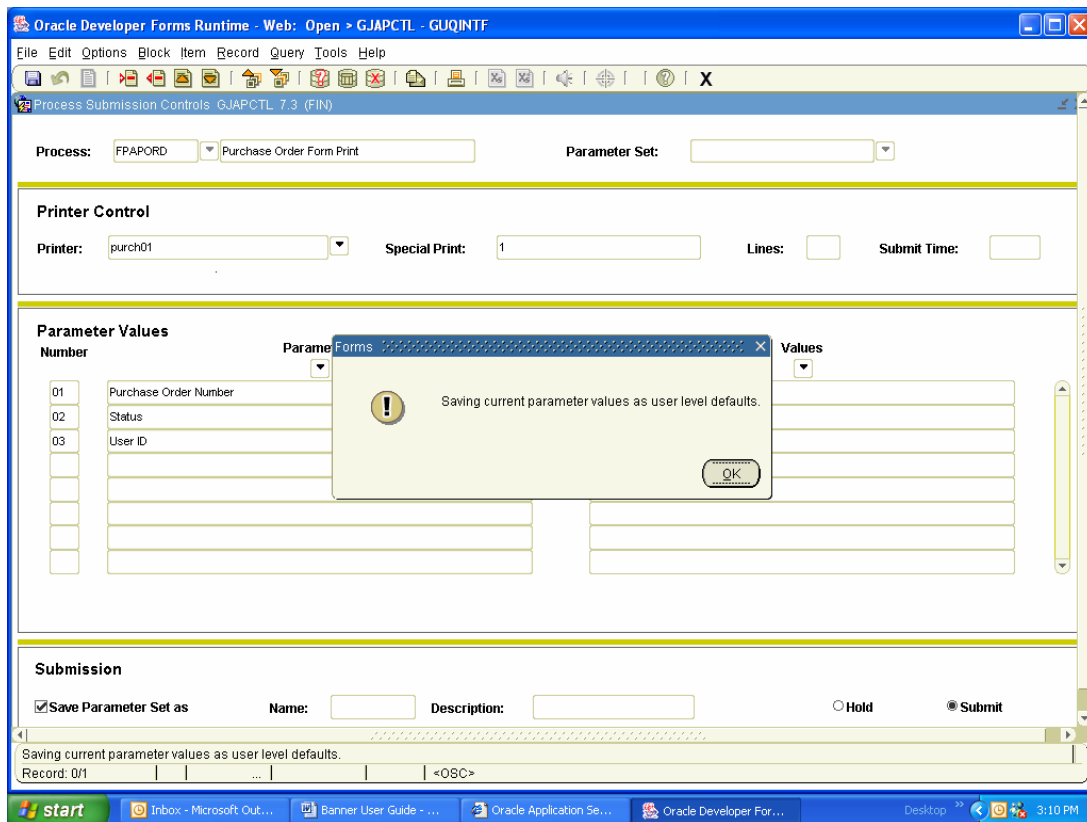 Oracle Developer Forms Runtime - Web: Open > GJAPCTL - GUQINTF
File Edit Options Block Item Record Query Tools Help
X
Process Submission Controls GJAPCTL 7.3 (FIN)
Process: FPAPORD Purchase Order Form Print Parameter Set:
Printer Control
Printer: purch01 Special Print: 1 Lines: Submit Time:
Parameter Values
Number Parame Values
Forms
Saving current parameter values as user level defaults.
OK
01 Purchase Order Number
02 Status
03 User ID
Submission
Save Parameter Set as Name: Description: Hold Submit
Saving current parameter values as user level defaults.
Record: 0/1 ... <OSC>
start Inbox - Microsoft Out... Banner User Guide - ... Oracle Application Se... Oracle Developer For... Desktop » 3:10 PM